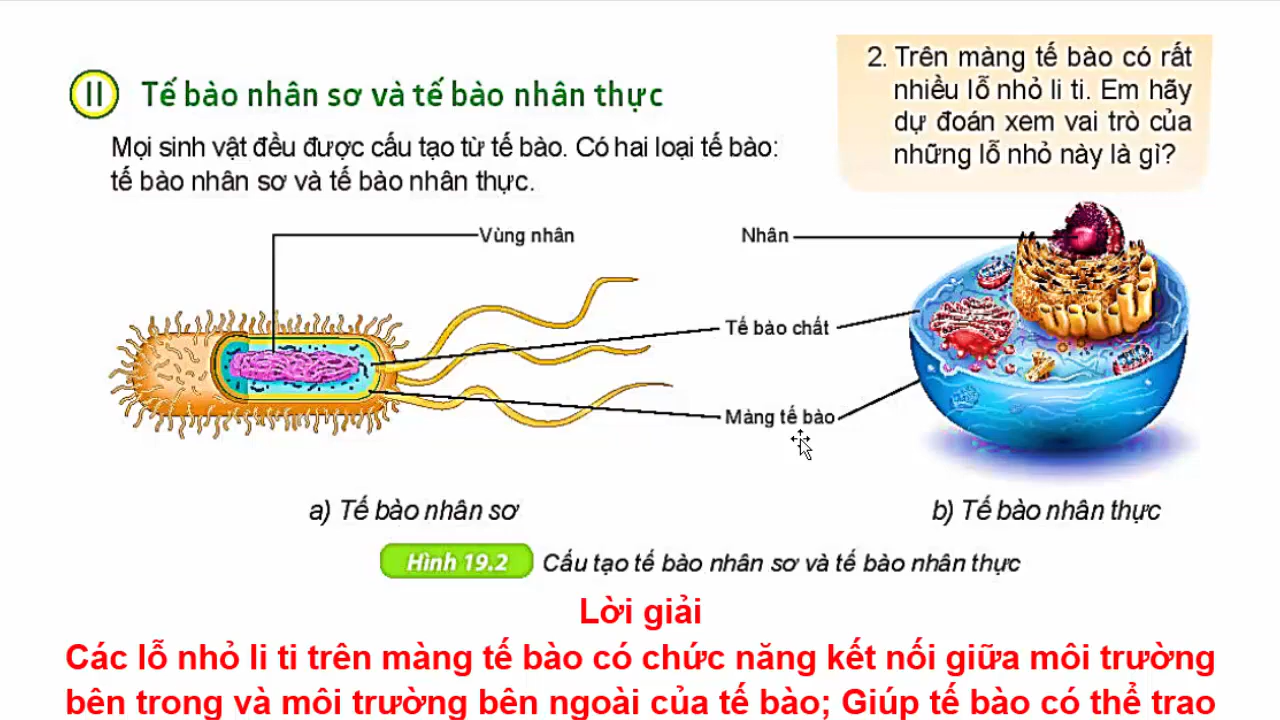 II Tế bào nhân sơ và tế bào nhân thực
Mọi sinh vật đều được cấu tạo từ tế bào. Có hai loại tế bào:
tế bào nhân sơ và tế bào nhân thực.
2. Trên màng tế bào có rất
nhiều lỗ nhỏ li ti. Em hãy
dự đoán xem vai trò của
những lỗ nhỏ này là gì?
Vùng nhân
Nhân
Tế bào chất
Màng tế bào
a) Tế bào nhân sơ
b) Tế bào nhân thực
Hình 19.2 Cấu tạo tế bào nhân sơ và tế bào nhân thực
Lời giải
Các lỗ nhỏ li ti trên màng tế bào có chức năng kết nối giữa môi trường
bên trong và môi trường bên ngoài của tế bào; Giúp tế bào có thể trao